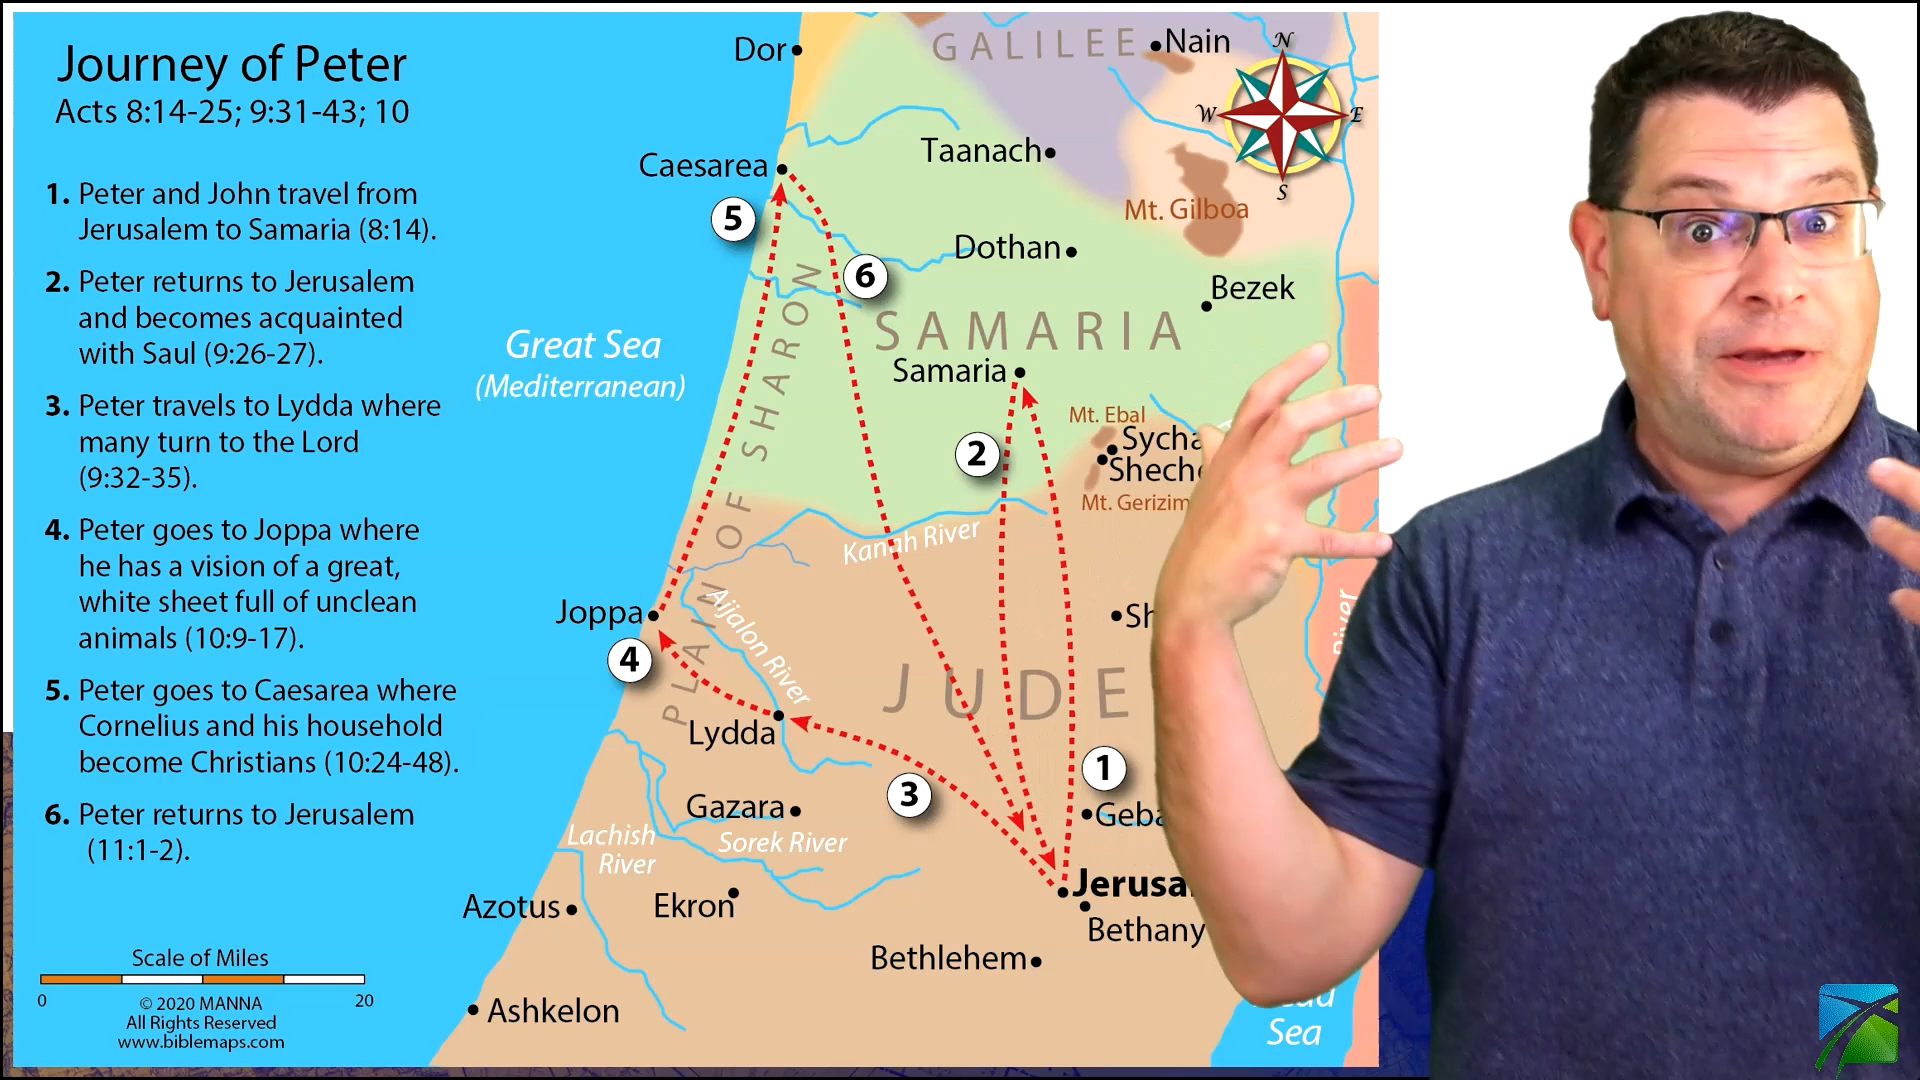 Journey of Peter
Acts 8:14-25; 9:31-43; 10
1. Peter and John travel from
Jerusalem to Samaria (8:14).
2. Peter returns to Jerusalem
and becomes acquainted
with Saul (9:26-27).
3. Peter travels to Lydda where
many turn to the Lord
(9:32-35).
4. Peter goes to Joppa where
he has a vision of a great,
white sheet full of unclean
animals (10:9-17).
5. Peter goes to Caesarea where
Cornelius and his household
become Christians (10:24-48).
6. Peter returns to Jerusalem
(11:1-2).
Scale of Miles
0 20
© 2020 MANNA
All Rights Reserved
www.biblemaps.com
Dor
GALILEE
Nain
N
W
E
S
Taanach
Caesarea
5
Mt. Gilboa
Dothan
6
Bezek
SAMARIA
Great Sea
(Mediterranean)
Samaria
PLAIN OF SHARON
Mt. Ebal
2
Sycha
Sheche
Mt. Gerizim
Kanah River
Aijalon River
River
Joppa
Sh
4
JUDE
Lydda
1
3
Gazara
Geba
Lachish
River
Sorek River
Jerusa
Azotus
Ekron
Bethany
Bethlehem
Ashkelon
Sea